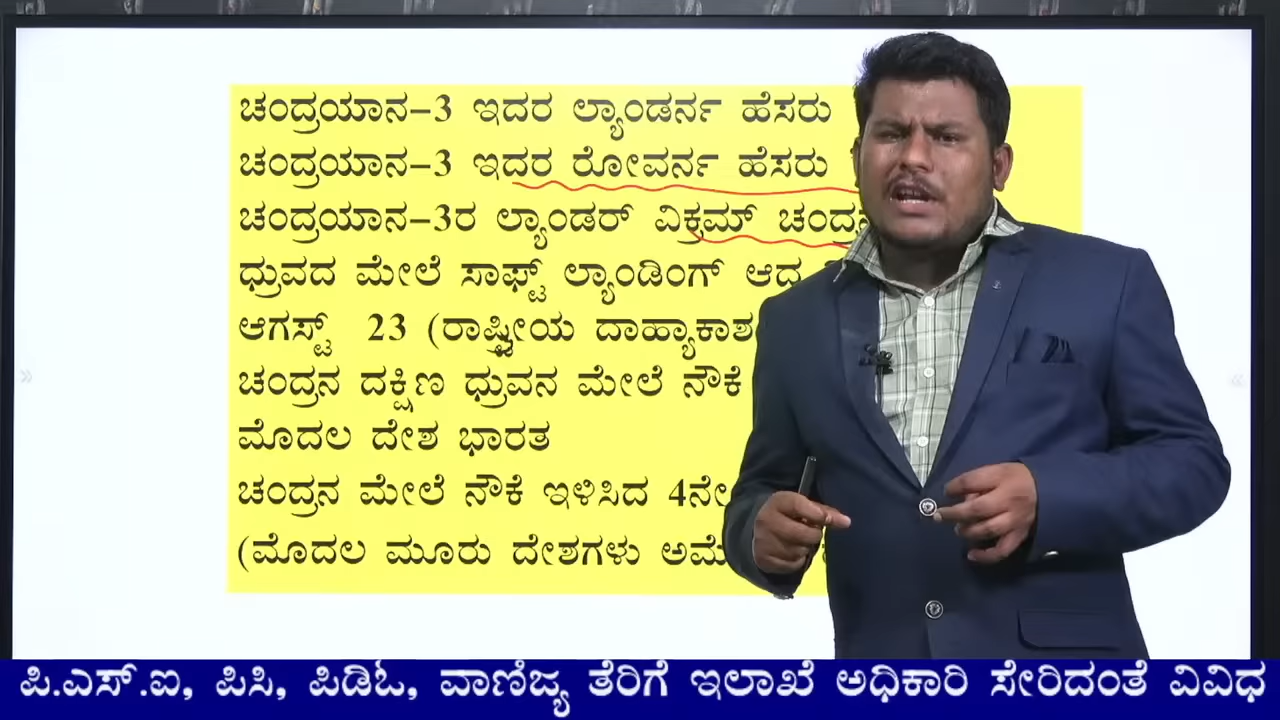 ಚಂದ್ರಯಾನ–3 ಇದರ ಲ್ಯಾಂಡರ್ನ ಹೆಸರು
ಚಂದ್ರಯಾನ–3 ಇದರ ರೋವರ್ನ ಹೆಸರು
ಚಂದ್ರಯಾನ–3ರ ಲ್ಯಾಂಡರ್ ವಿಕ್ರಮ್
ಧ್ರುವದ ಮೇಲೆ ಸಾಫ್ಟ್ ಲ್ಯಾಂಡಿಂಗ್ ಆದ
ಆಗಸ್ಟ್ 23 (ರಾಷ್ಟ್ರೀಯ ದಾಹ್ಯಾಕಾಶ
ಚಂದ್ರನ ದಕ್ಷಿಣ ಧ್ರುವನ ಮೇಲೆ ನೌಕೆ
ಮೊದಲ ದೇಶ ಭಾರತ
ಚಂದ್ರನ ಮೇಲೆ ನೌಕೆ ಇಳಿಸಿದ 4ನೇ
(ಮೊದಲ ಮೂರು ದೇಶಗಳು
ಪಿ.ಎಸ್.ಐ, ಪಿಸಿ, ಪಿಡಿಓ, ವಾಣಿಜ್ಯ ತೆರಿಗೆ ಇಲಾಖೆ ಅಧಿಕಾರಿ ಸೇರಿದಂತೆ ವಿವಿಧ